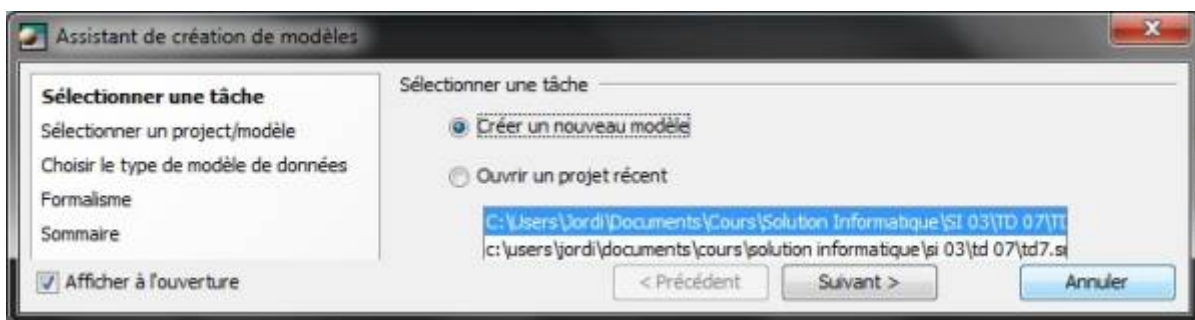 Assistant de création de modèles
Sélectionner une tâche
Sélectionner un project/modèle
Choisir le type de modèle de données
Formalisme
Sommaire
Afficher à l'ouverture
Sélectionner une tâche
Créer un nouveau modèle
Ouvrir un projet récent
C:\Users\Jordi\Documents\Cours\Solution Informatique\SI 03\TD 07\TD
c:\users\jordi\documents\cours\solution informatique\si 03\td 07\td7.s
< Précédent
Suivant >
Annuler